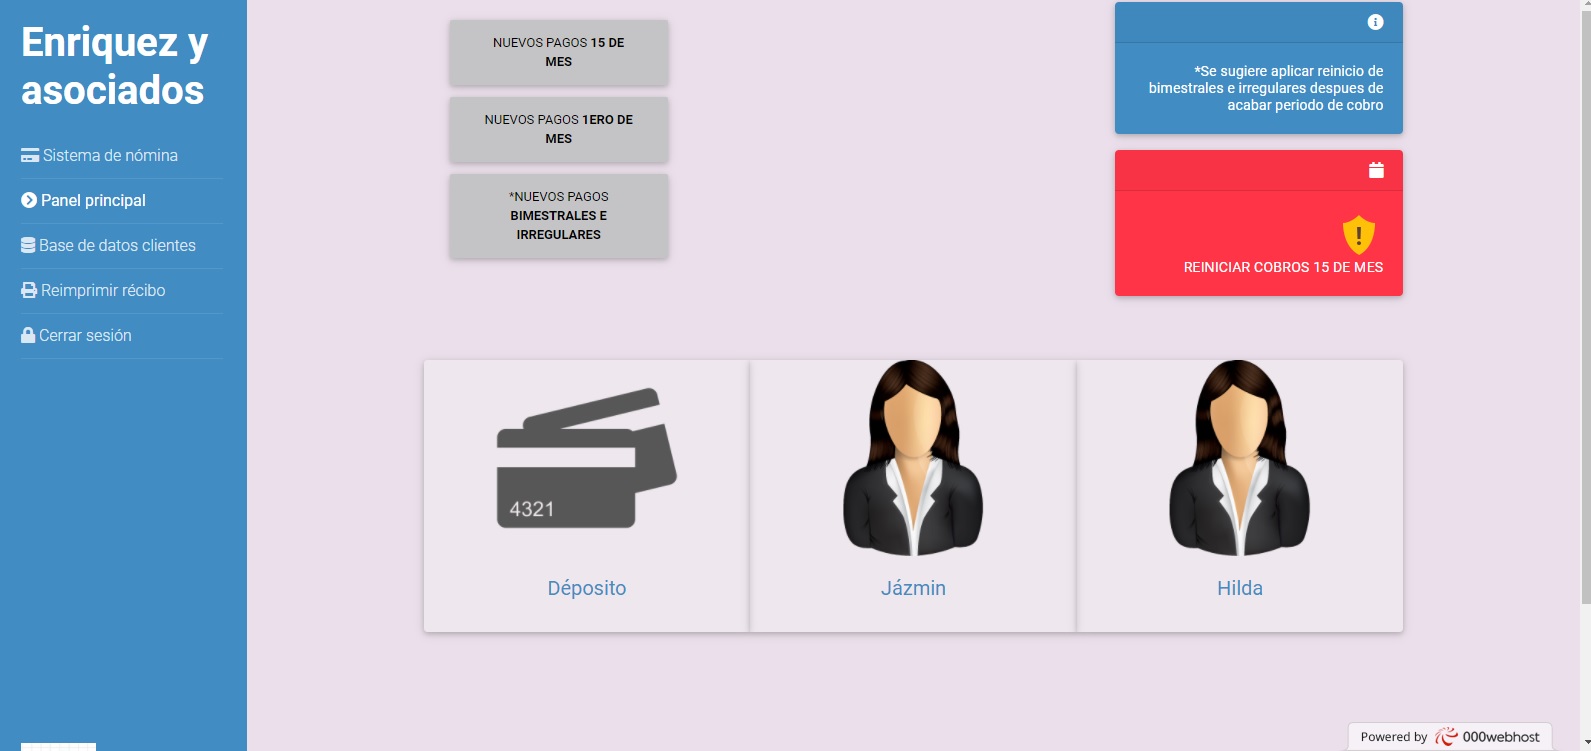 Enriquez y
asociados
Sistema de nómina
Panel principal
Base de datos clientes
Reimprimir récibo
Cerrar sesión
NUEVOS PAGOS 15 DE
MES
NUEVOS PAGOS 1ERO DE
MES
*NUEVOS PAGOS
BIMESTRALES E
IRREGULARES
*Se sugiere aplicar reinicio de
bimestrales e irregulares despues de
acabar periodo de cobro
REINICIAR COBROS 15 DE MES
4321
Déposito
Jázmin
Hilda
Powered by 000webhost